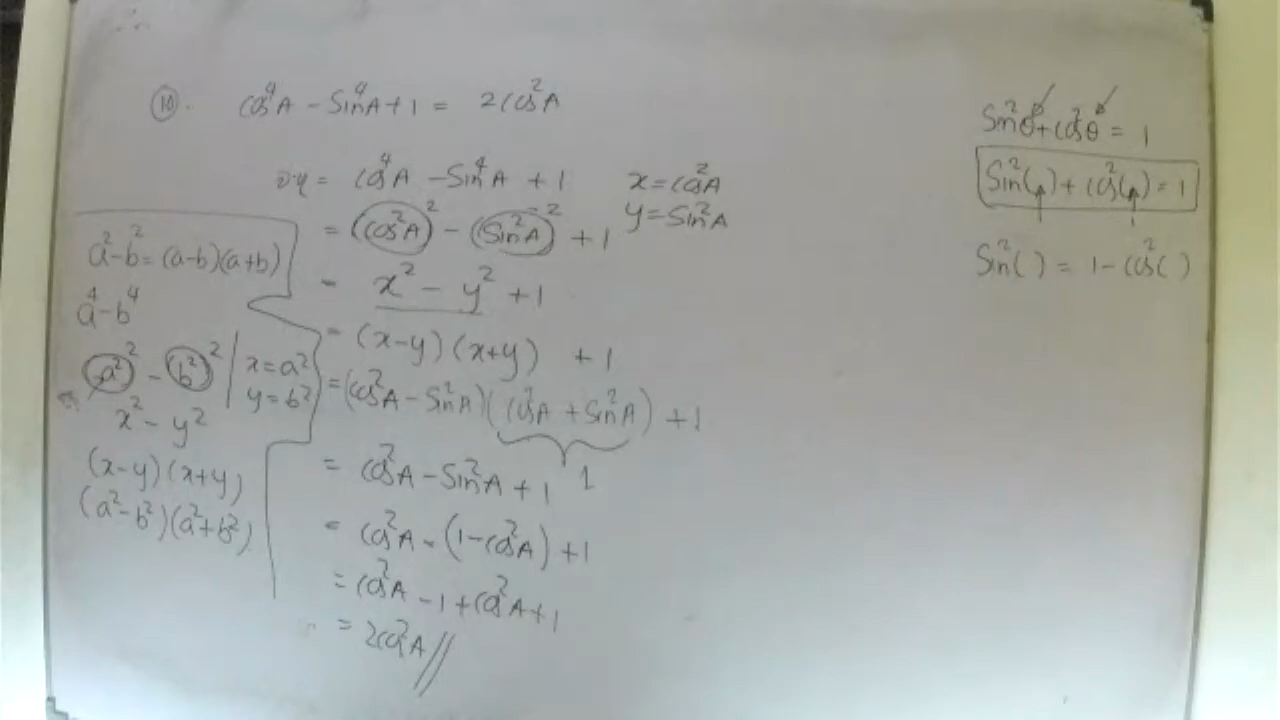 10. cos⁴A - Sin⁴A + 1 = 2cos²A
= cos⁴A - Sin⁴A + 1
x = cos²A
= (cos²A)² - (Sin²A)² + 1
y = Sin²A
= x² - y² + 1
= (x-y)(x+y) + 1
= (cos²A - Sin²A)(cos²A + Sin²A) + 1
1
= cos²A - Sin²A + 1
= cos²A - (1-cos²A) + 1
= cos²A - 1 + cos²A + 1
= 2cos²A //
a² - b² = (a-b)(a+b)
a⁴ - b⁴
(a²)² - (b²)²
x = a²
y = b²
x² - y²
(x-y)(x+y)
(a²-b²)(a²+b²)
Sin²θ + cos²θ = 1
Sin²( ) + cos²( ) = 1
Sin²( ) = 1 - cos²( )